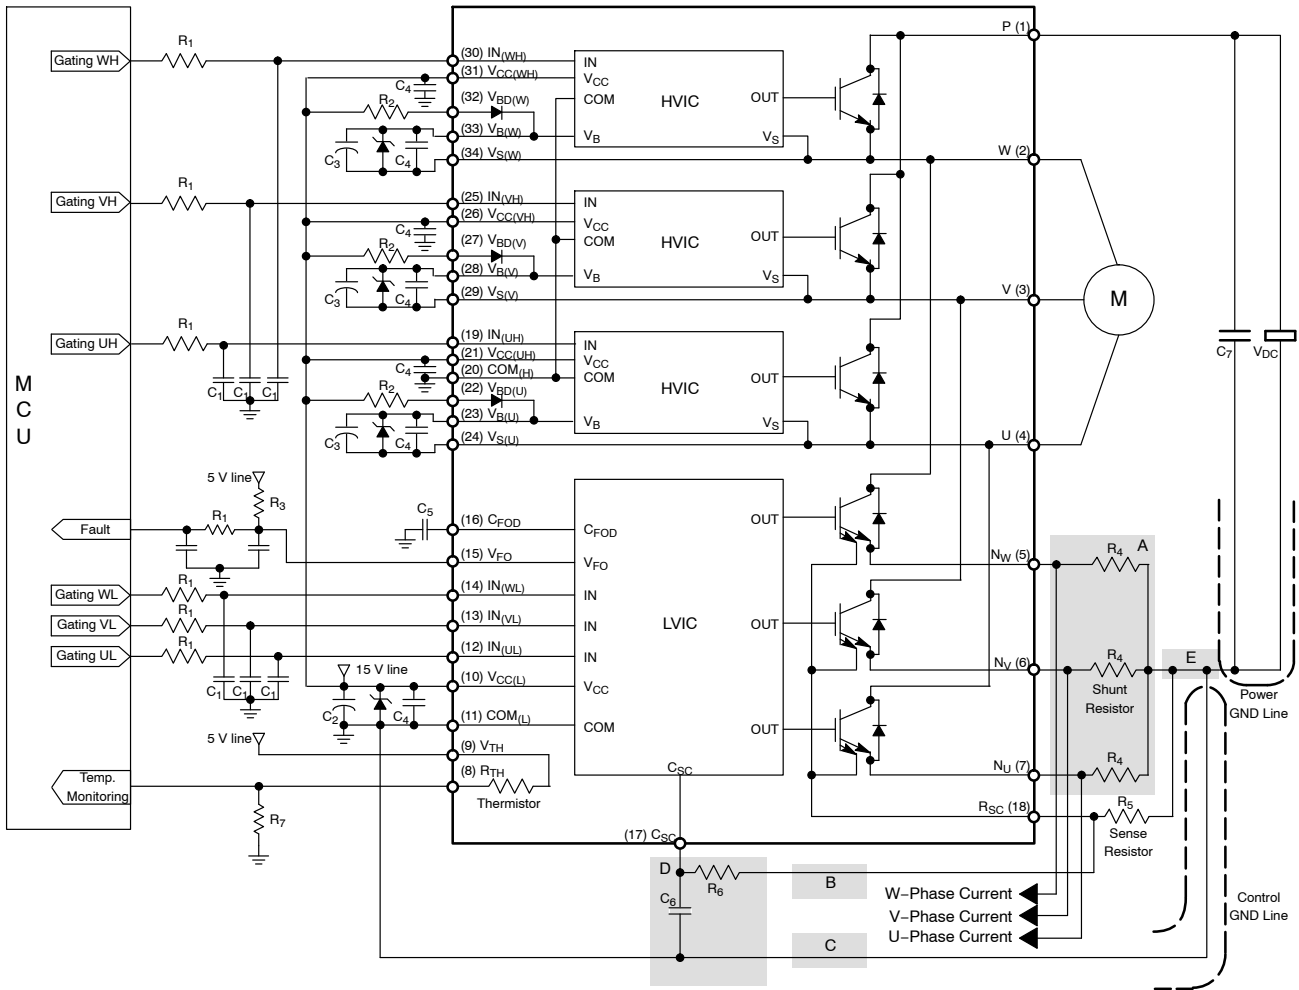 P (1)
Gating WH
R1
(30) IN(WH)
IN
(31) VCC(WH)
VCC
C4
COM
HVIC
OUT
R2
(32) VBD(W)
(33) VB(W)
VB
VS
C3
C4
(34) VS(W)
W (2)
Gating VH
R1
(25) IN(VH)
IN
(26) VCC(VH)
VCC
C4
COM
HVIC
OUT
R2
(27) VBD(V)
(28) VB(V)
VB
VS
C3
C4
(29) VS(V)
V (3)
M
Gating UH
R1
(19) IN(UH)
IN
(21) VCC(UH)
VCC
C4
(20) COM(H)
COM
HVIC
OUT
C7
VDC
C1
C1
C1
R2
(22) VBD(U)
(23) VB(U)
VB
VS
C3
C4
(24) VS(U)
U (4)
M
C
U
5 V line
R3
Fault
R1
C5
(16) CFOD
CFOD
OUT
(15) VFO
VFO
NW (5)
R4
A
Gating WL
R1
(14) IN(WL)
IN
Gating VL
R1
(13) IN(VL)
IN
LVIC
OUT
Gating UL
R1
(12) IN(UL)
IN
NV (6)
R4
Shunt
Resistor
E
C1
C1
C1
15 V line
(10) VCC(L)
VCC
C2
C4
(11) COM(L)
COM
OUT
Power
GND Line
5 V line
(9) VTH
Temp.
Monitoring
(8) RTH
Thermistor
CSC
NU (7)
R4
R7
RSC (18)
R5
Sense
Resistor
(17) CSC
D
R6
B
C6
W−Phase Current
V−Phase Current
U−Phase Current
C
Control
GND Line